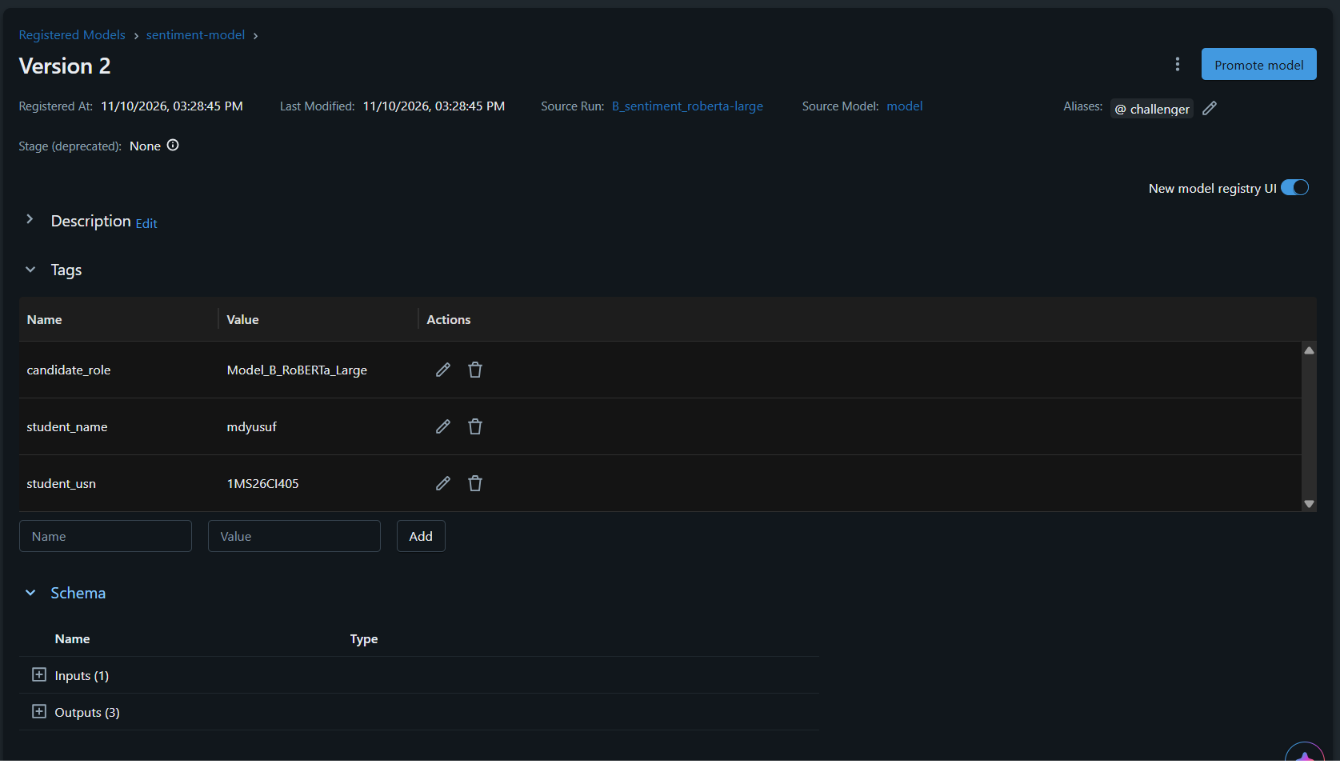 Registered Models > sentiment-model >
Version 2
Promote model
Registered At: 11/10/2026, 03:28:45 PM Last Modified: 11/10/2026, 03:28:45 PM Source Run: B_sentiment_roberta-large Source Model: model Aliases: @ challenger
Stage (deprecated): None
New model registry UI
Description Edit
Tags
Name Value Actions
candidate_role Model_B_RoBERTa_Large
student_name mdyusuf
student_usn 1MS26CI405
Name Value Add
Schema
Name Type
Inputs (1)
Outputs (3)